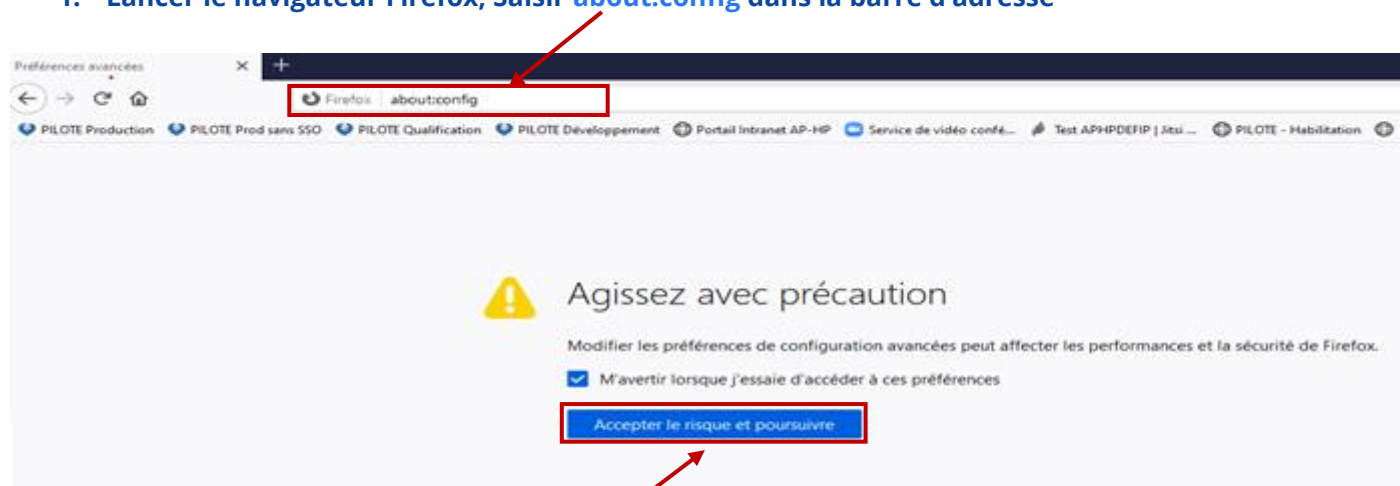 1. Lancer le navigateur Firefox, Saisir about:config dans la barre d'adresse
Préférences avancées
Firefox about:config
PILOTE Production PILOTE Prod sans SSO PILOTE Qualification PILOTE Développement Portail Intranet AP-HP Service de vidéo confé... Test APHPDEFIP | Jitsi ... PILOTE - Habilitation
Agissez avec précaution
Modifier les préférences de configuration avancées peut affecter les performances et la sécurité de Firefox.
M'avertir lorsque j'essaie d'accéder à ces préférences
Accepter le risque et poursuivre